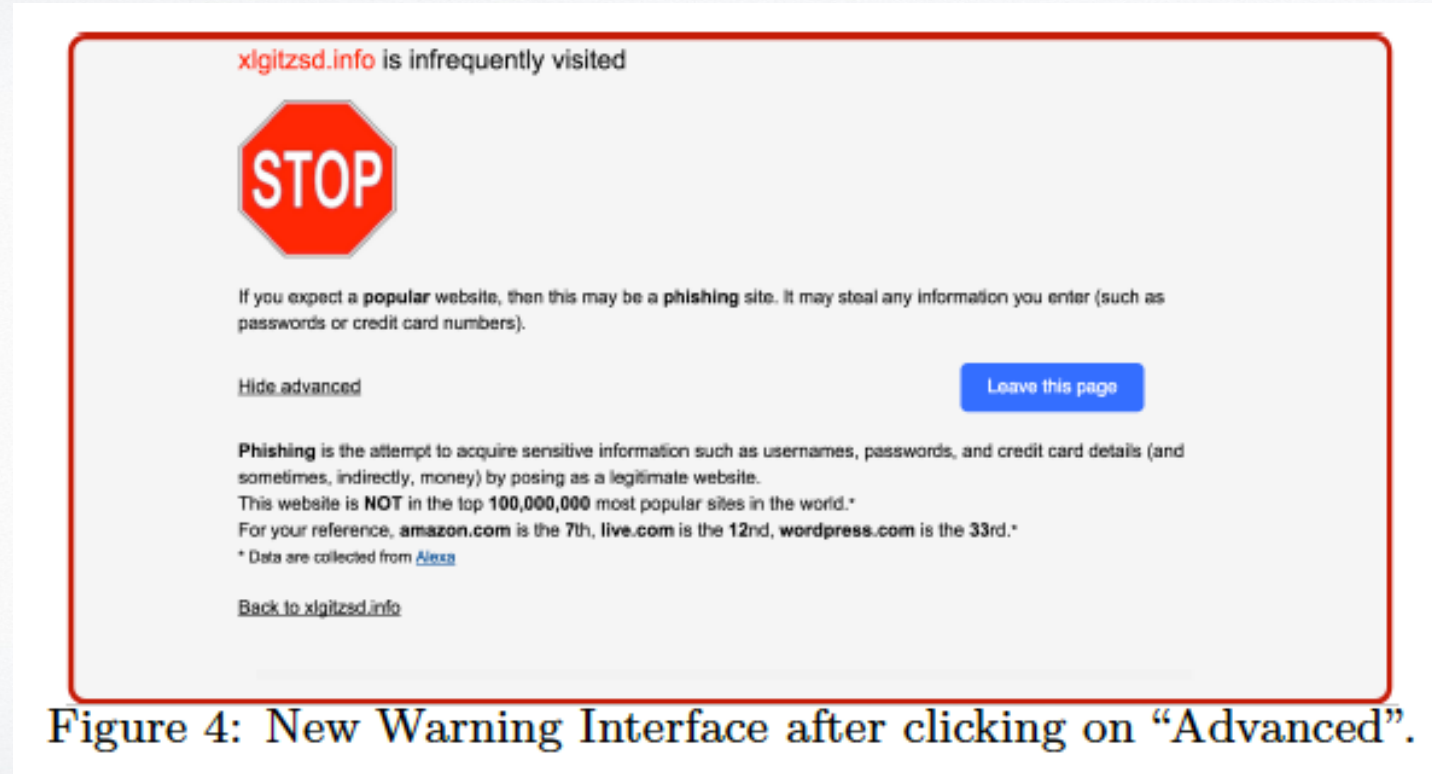 xlgitzsd.info is infrequently visited
STOP
If you expect a popular website, then this may be a phishing site. It may steal any information you enter (such as
passwords or credit card numbers).
Hide advanced
Leave this page
Phishing is the attempt to acquire sensitive information such as usernames, passwords, and credit card details (and
sometimes, indirectly, money) by posing as a legitimate website.
This website is NOT in the top 100,000,000 most popular sites in the world.*
For your reference, amazon.com is the 7th, live.com is the 12nd, wordpress.com is the 33rd.*
* Data are collected from Alexa
Back to xlgitzsd.info
Figure 4: New Warning Interface after clicking on “Advanced”.